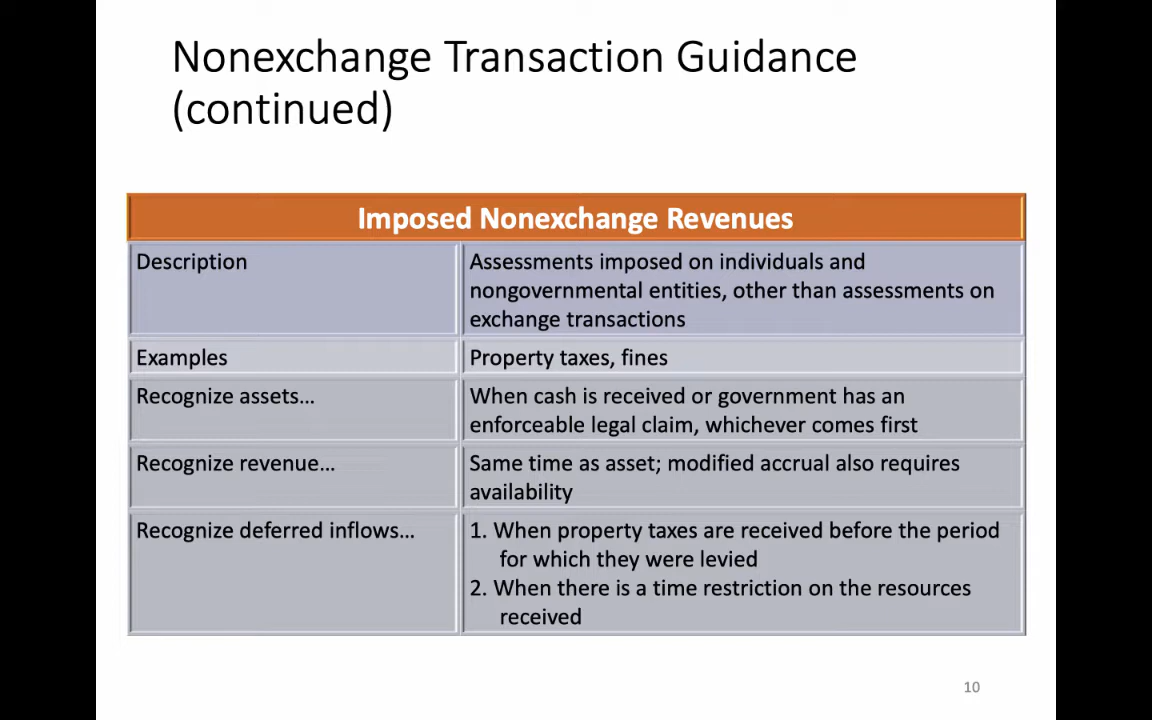 Nonexchange Transaction Guidance
(continued)
Imposed Nonexchange Revenues
Description
Assessments imposed on individuals and
nongovernmental entities, other than assessments on
exchange transactions
Examples
Property taxes, fines
Recognize assets…
When cash is received or government has an
enforceable legal claim, whichever comes first
Recognize revenue…
Same time as asset; modified accrual also requires
availability
Recognize deferred inflows…
1. When property taxes are received before the period
for which they were levied
2. When there is a time restriction on the resources
received
10